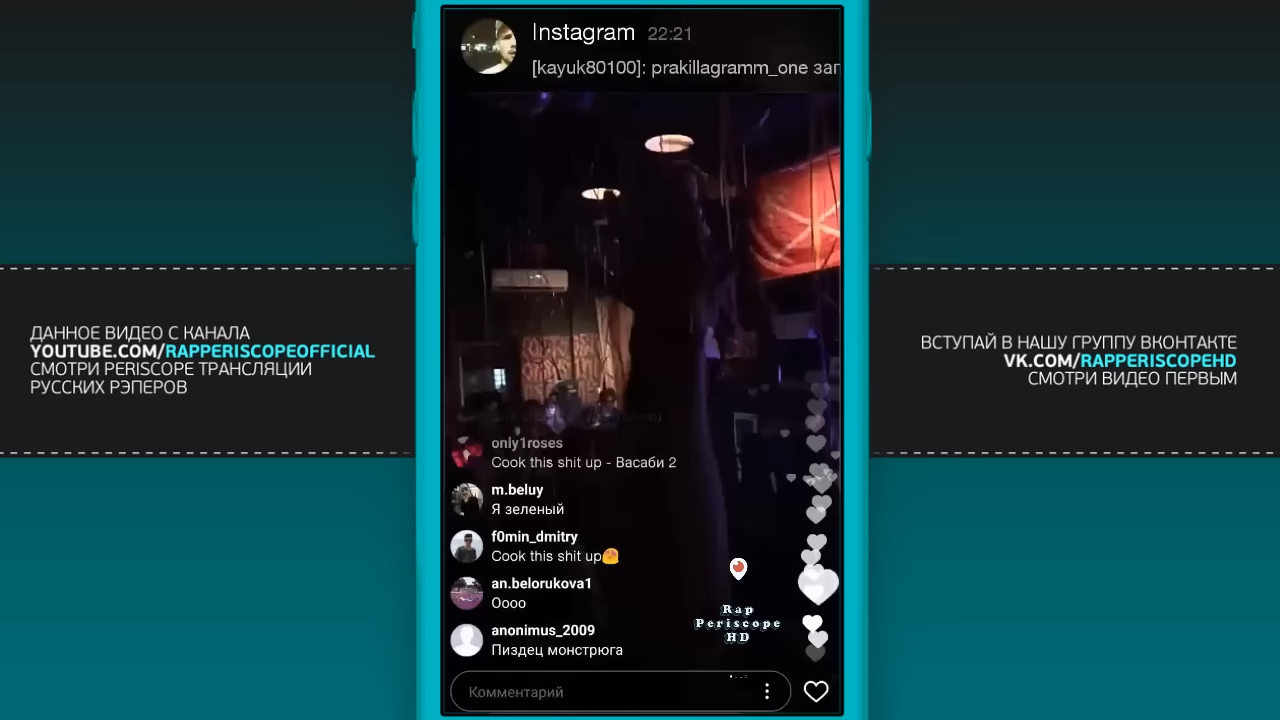 Instagram 22:21
[kayuk80100]: prakillagramm_one зап
ДАННОЕ ВИДЕО С КАНАЛА
YOUTUBE.COM/RAPPERISCOPEOFFICIAL
СМОТРИ PERISCOPE ТРАНСЛЯЦИИ
РУССКИХ РЭПЕРОВ
ВСТУПАЙ В НАШУ ГРУППУ ВКОНТАКТЕ
VK.COM/RAPPERISCOPEHD
СМОТРИ ВИДЕО ПЕРВЫМ
only1roses
Cook this shit up - Васаби 2
m.beluy
Я зеленый
f0min_dmitry
Cook this shit up😍
an.belorukova1
Оооо
anonimus_2009
Пиздец монстрюга
Rap
Periscope
HD
Комментарий